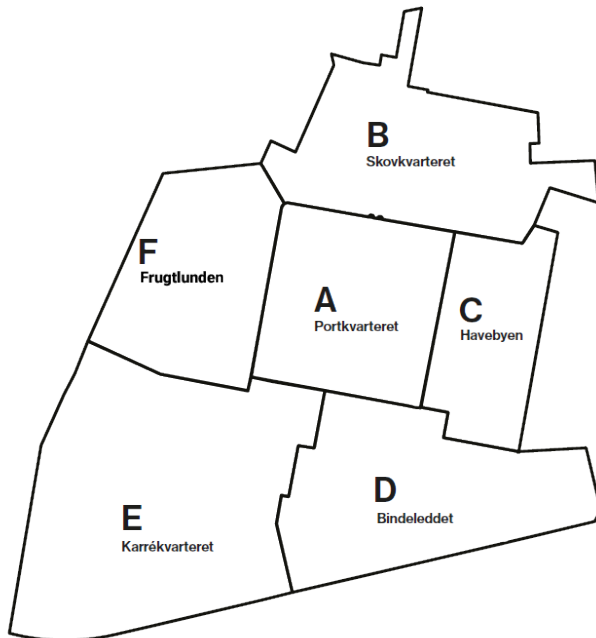 B
Skovkvarteret
F
Frugtlunden
A
Portkvarteret
C
Havebyen
D
Bindeleddet
E
Karrékvarteret